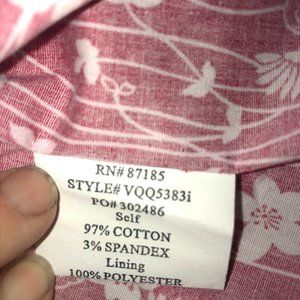 RN# 87185
STYLE# VQQ5383i
PO# 302486
Self
97% COTTON
3% SPANDEX
Lining
100% POLYESTER